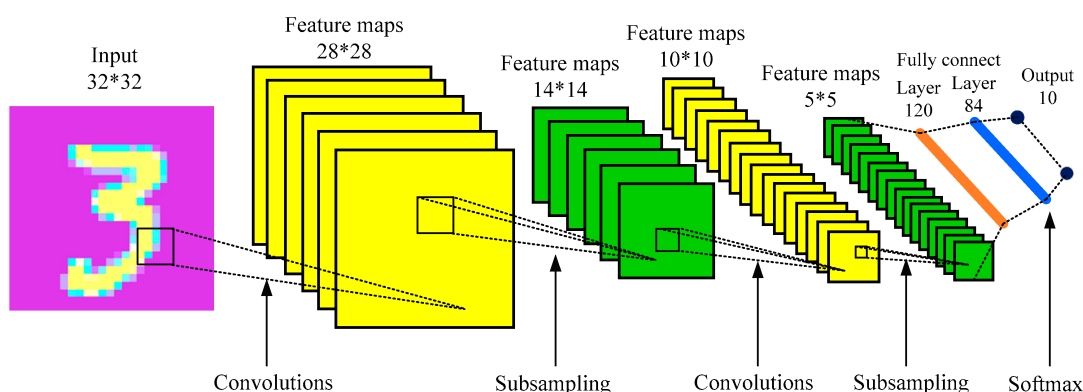 Input
32*32
Feature maps
28*28
Feature maps
14*14
Feature maps
10*10
Feature maps
5*5
Fully connect
Layer
120
Layer
84
Output
10
Convolutions
Subsampling
Convolutions
Subsampling
Softmax